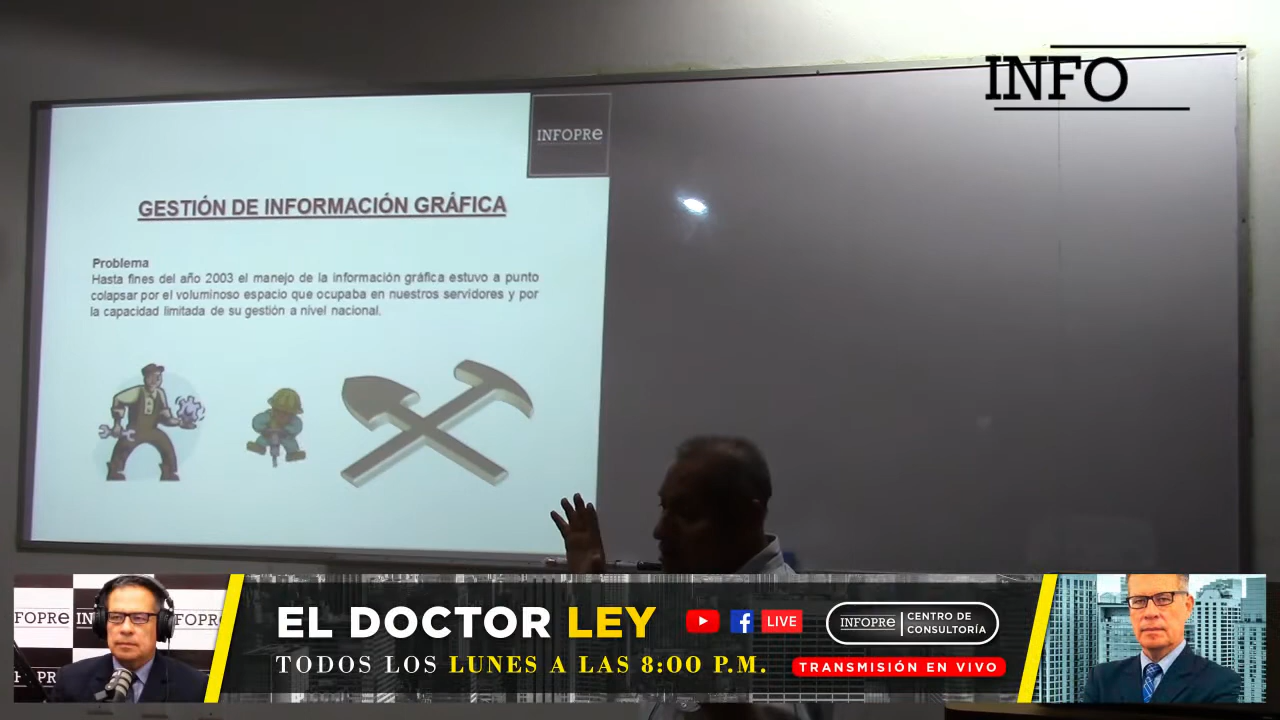 INFO
INFOPRe
GESTIÓN DE INFORMACIÓN GRÁFICA
Problema
Hasta fines del año 2003 el manejo de la información gráfica estuvo a punto
colapsar por el voluminoso espacio que ocupaba en nuestros servidores y por
la capacidad limitada de su gestión a nivel nacional.
EL DOCTOR LEY
LIVE
INFOPRe
CENTRO DE
CONSULTORÍA
TODOS LOS LUNES A LAS 8:00 P.M.
TRANSMISIÓN EN VIVO